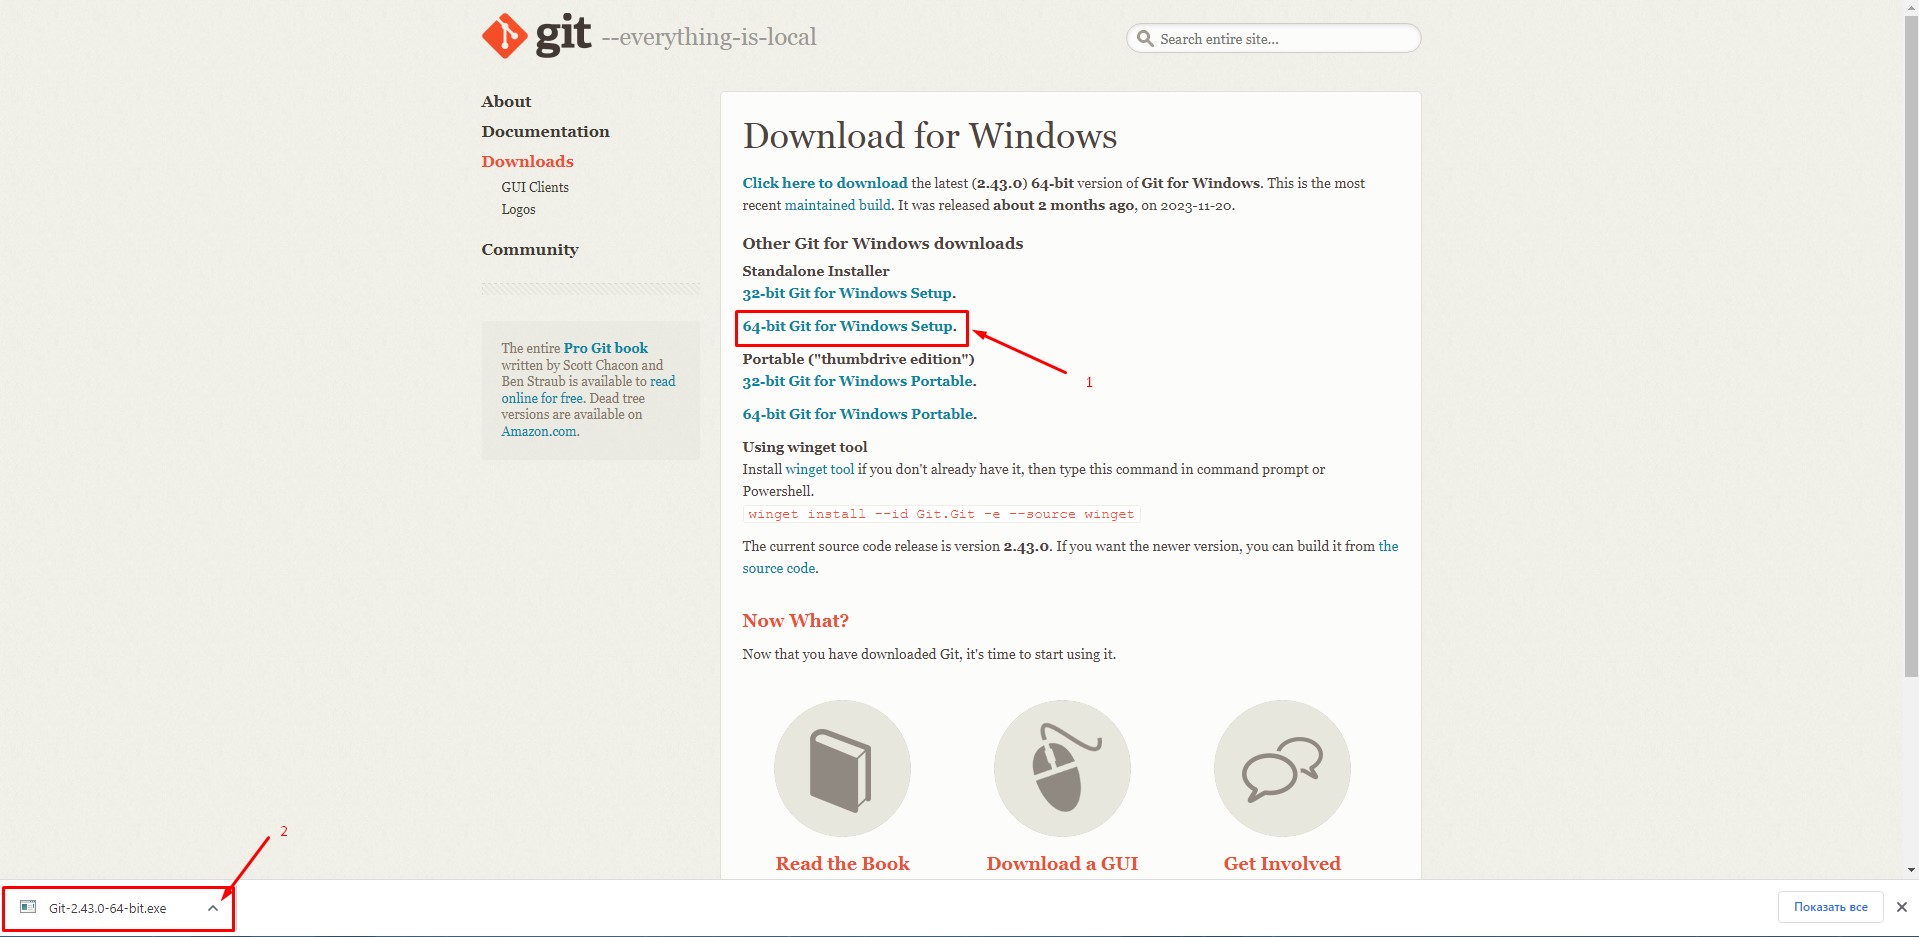 git --everything-is-local
Search entire site...
About
Documentation
Downloads
GUI Clients
Logos
Community
The entire Pro Git book
written by Scott Chacon and
Ben Straub is available to read
online for free. Dead tree
versions are available on
Amazon.com.
Download for Windows
Click here to download the latest (2.43.0) 64-bit version of Git for Windows. This is the most
recent maintained build. It was released about 2 months ago, on 2023-11-20.
Other Git for Windows downloads
Standalone Installer
32-bit Git for Windows Setup.
64-bit Git for Windows Setup.
1
Portable ("thumbdrive edition")
32-bit Git for Windows Portable.
64-bit Git for Windows Portable.
Using winget tool
Install winget tool if you don't already have it, then type this command in command prompt or
Powershell.
winget install --id Git.Git -e --source winget
The current source code release is version 2.43.0. If you want the newer version, you can build it from the
source code.
Now What?
Now that you have downloaded Git, it's time to start using it.
Read the Book
Download a GUI
Get Involved
2
Git-2.43.0-64-bit.exe
Показать все